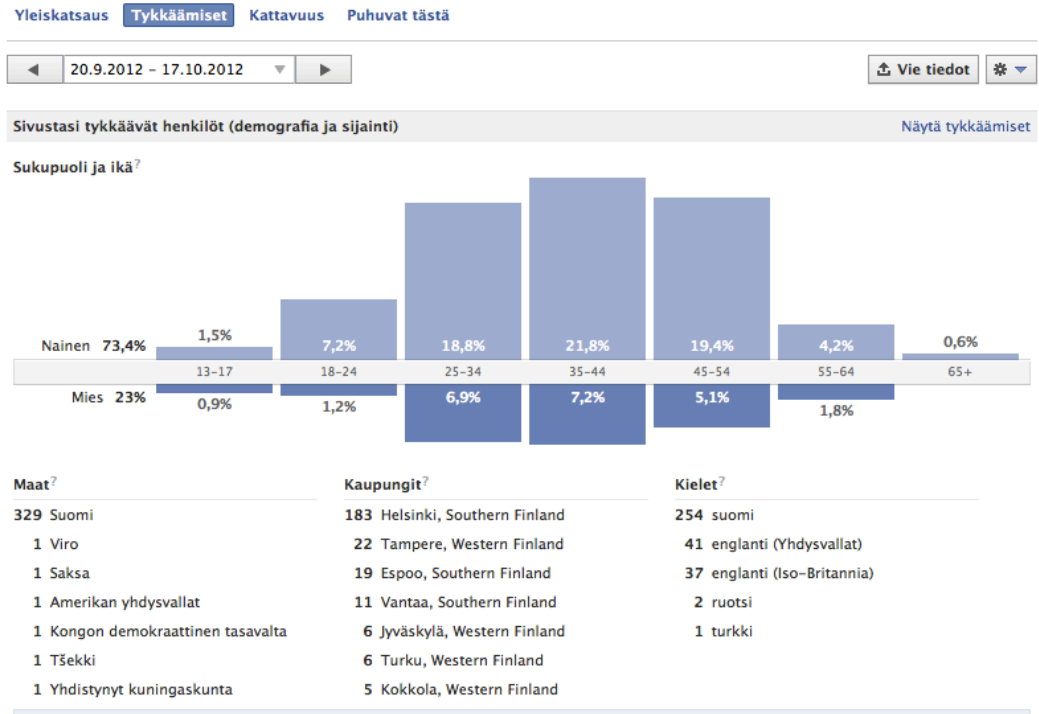 Yleiskatsaus Tykkäämiset Kattavuus Puhuvat tästä
20.9.2012 – 17.10.2012 Vie tiedot
Sivustasi tykkäävät henkilöt (demografia ja sijainti) Näytä tykkäämiset
Sukupuoli ja ikä?
Nainen 73,4% 1,5% 7,2% 18,8% 21,8% 19,4% 4,2% 0,6%
13–17 18–24 25–34 35–44 45–54 55–64 65+
Mies 23% 0,9% 1,2% 6,9% 7,2% 5,1% 1,8%
Maat? Kaupungit? Kielet?
329 Suomi 183 Helsinki, Southern Finland 254 suomi
1 Viro 22 Tampere, Western Finland 41 englanti (Yhdysvallat)
1 Saksa 19 Espoo, Southern Finland 37 englanti (Iso–Britannia)
1 Amerikan yhdysvallat 11 Vantaa, Southern Finland 2 ruotsi
1 Kongon demokraattinen tasavalta 6 Jyväskylä, Western Finland 1 turkki
1 Tšekki 6 Turku, Western Finland
1 Yhdistynyt kuningaskunta 5 Kokkola, Western Finland